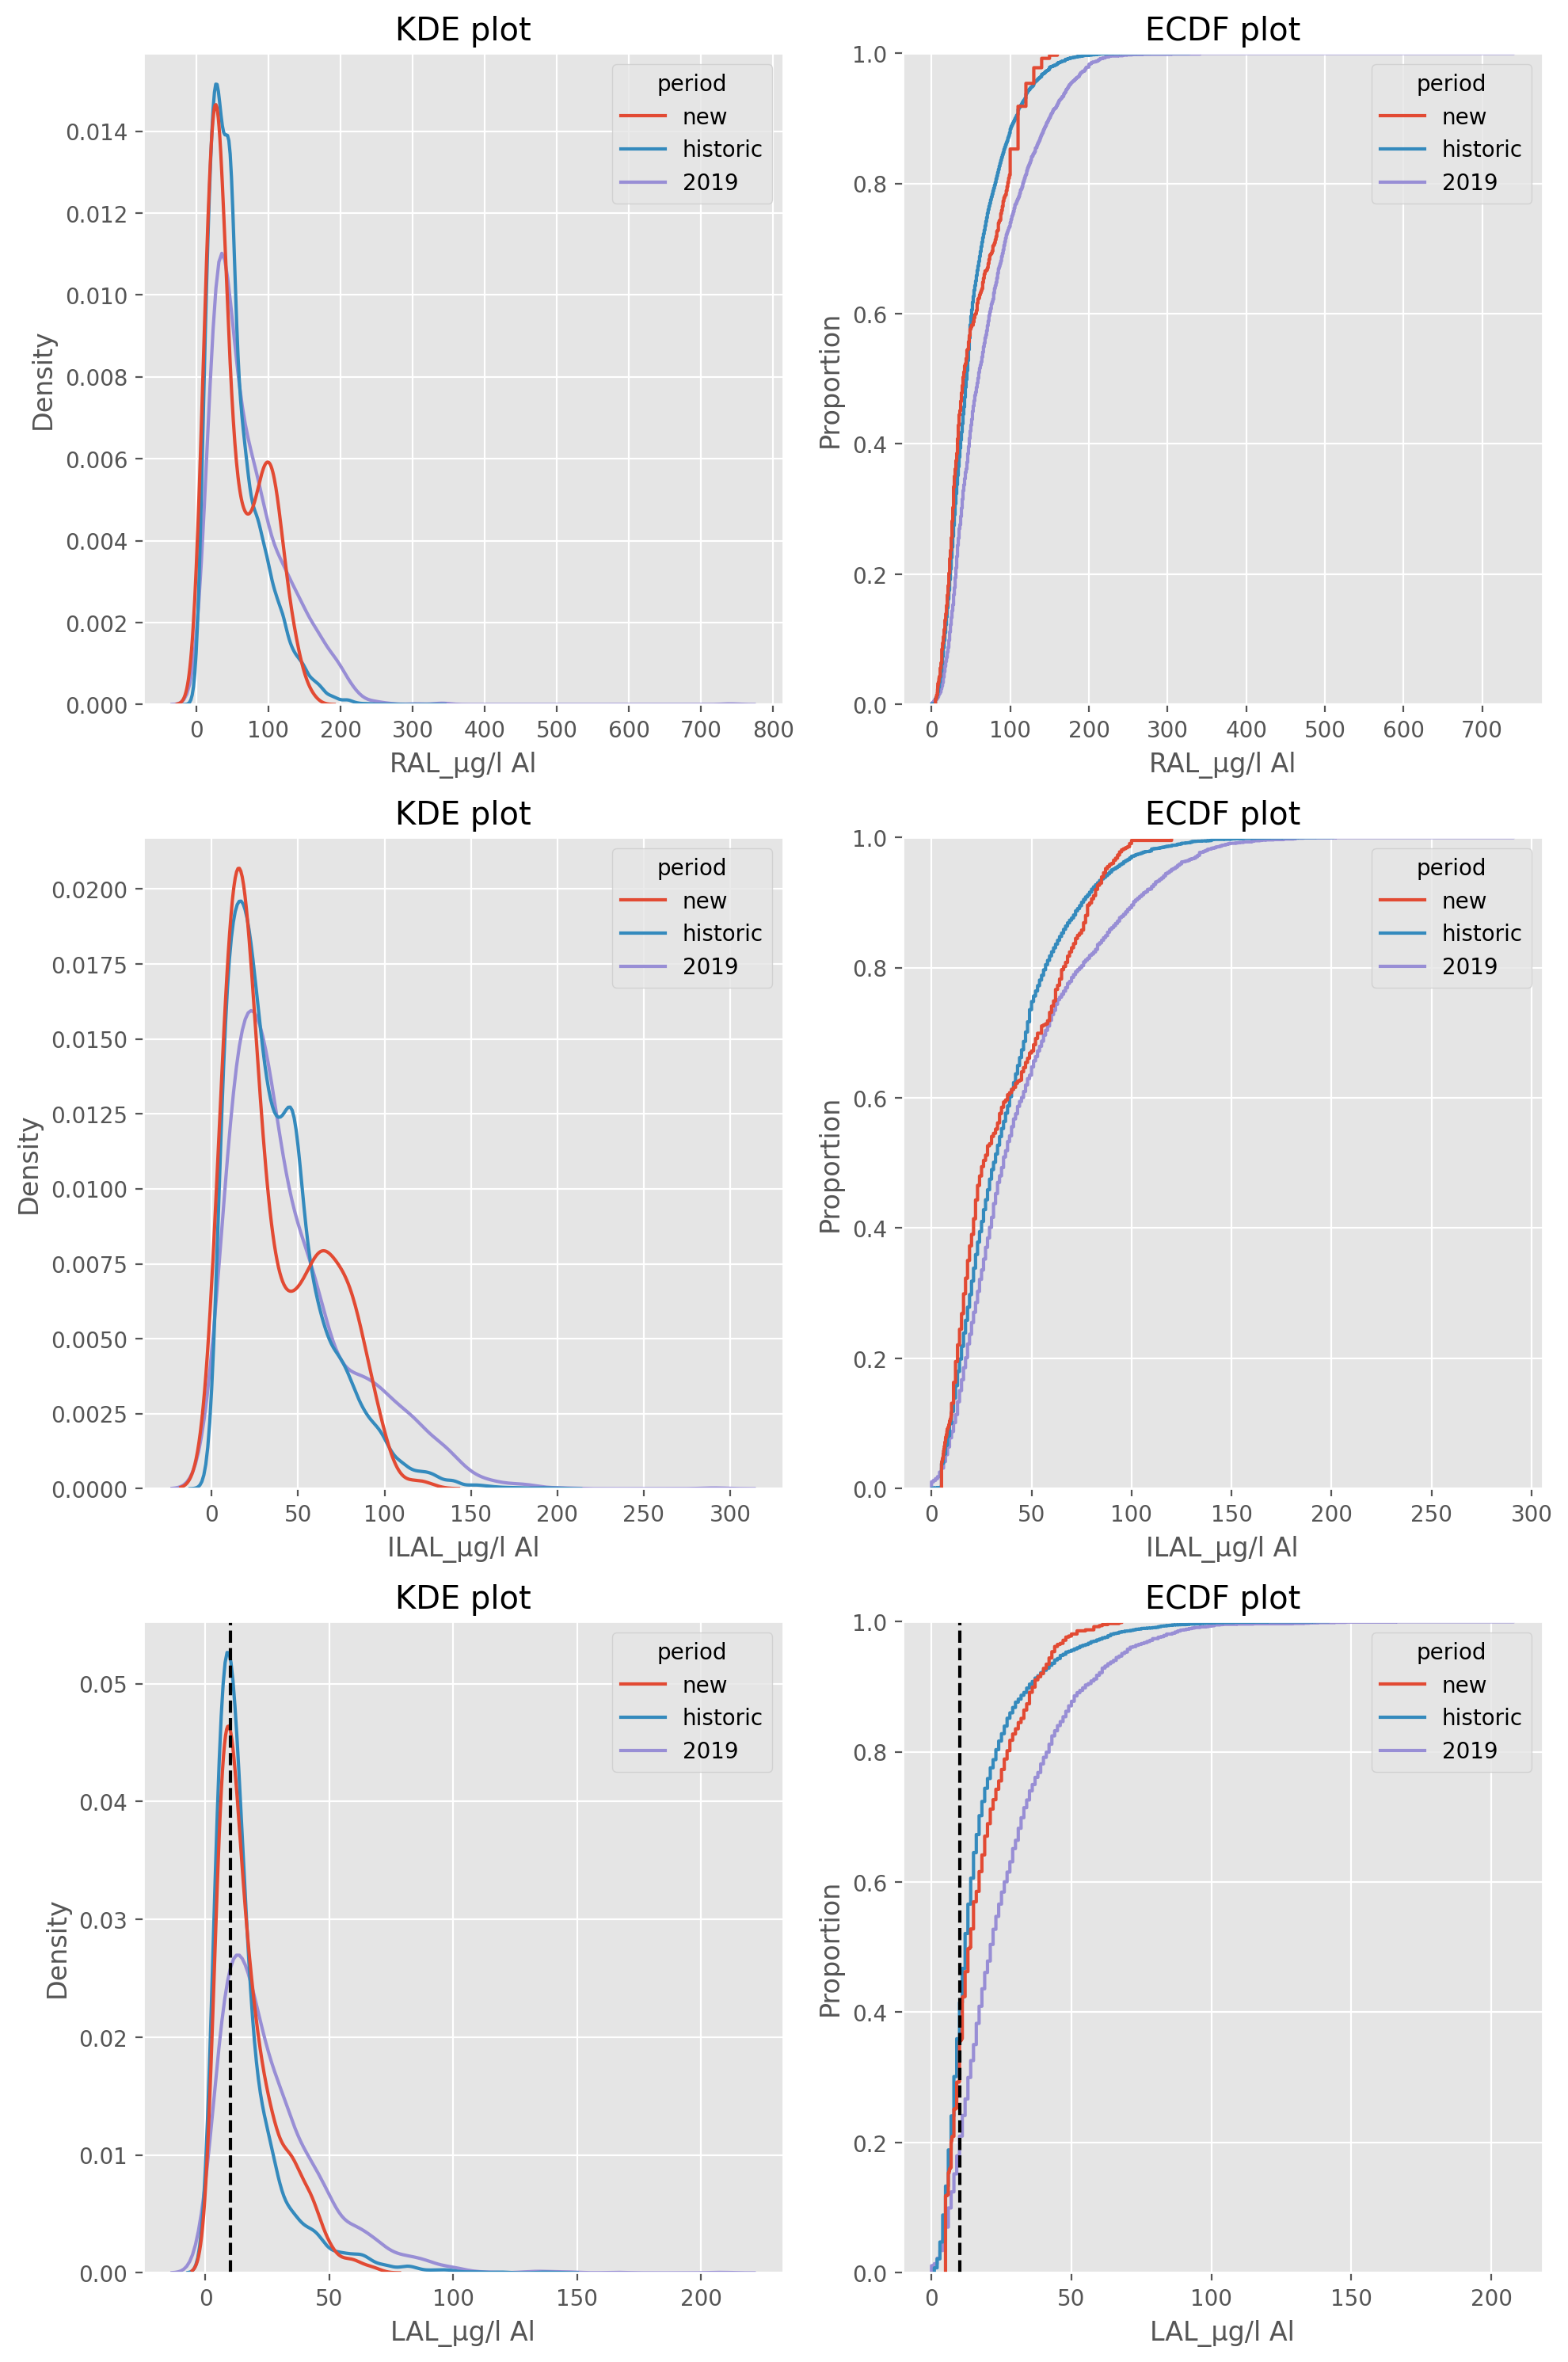 KDE plot
Density
0.000
0.002
0.004
0.006
0.008
0.010
0.012
0.014
0 100 200 300 400 500 600 700 800
RAL_µg/l Al
period
new
historic
2019
ECDF plot
Proportion
0.0
0.2
0.4
0.6
0.8
1.0
0 100 200 300 400 500 600 700
RAL_µg/l Al
period
new
historic
2019
KDE plot
Density
0.0000
0.0025
0.0050
0.0075
0.0100
0.0125
0.0150
0.0175
0.0200
0 50 100 150 200 250 300
ILAL_µg/l Al
period
new
historic
2019
ECDF plot
Proportion
0.0
0.2
0.4
0.6
0.8
1.0
0 50 100 150 200 250 300
ILAL_µg/l Al
period
new
historic
2019
KDE plot
Density
0.00
0.01
0.02
0.03
0.04
0.05
0 50 100 150 200
LAL_µg/l Al
period
new
historic
2019
ECDF plot
Proportion
0.0
0.2
0.4
0.6
0.8
1.0
0 50 100 150 200
LAL_µg/l Al
period
new
historic
2019